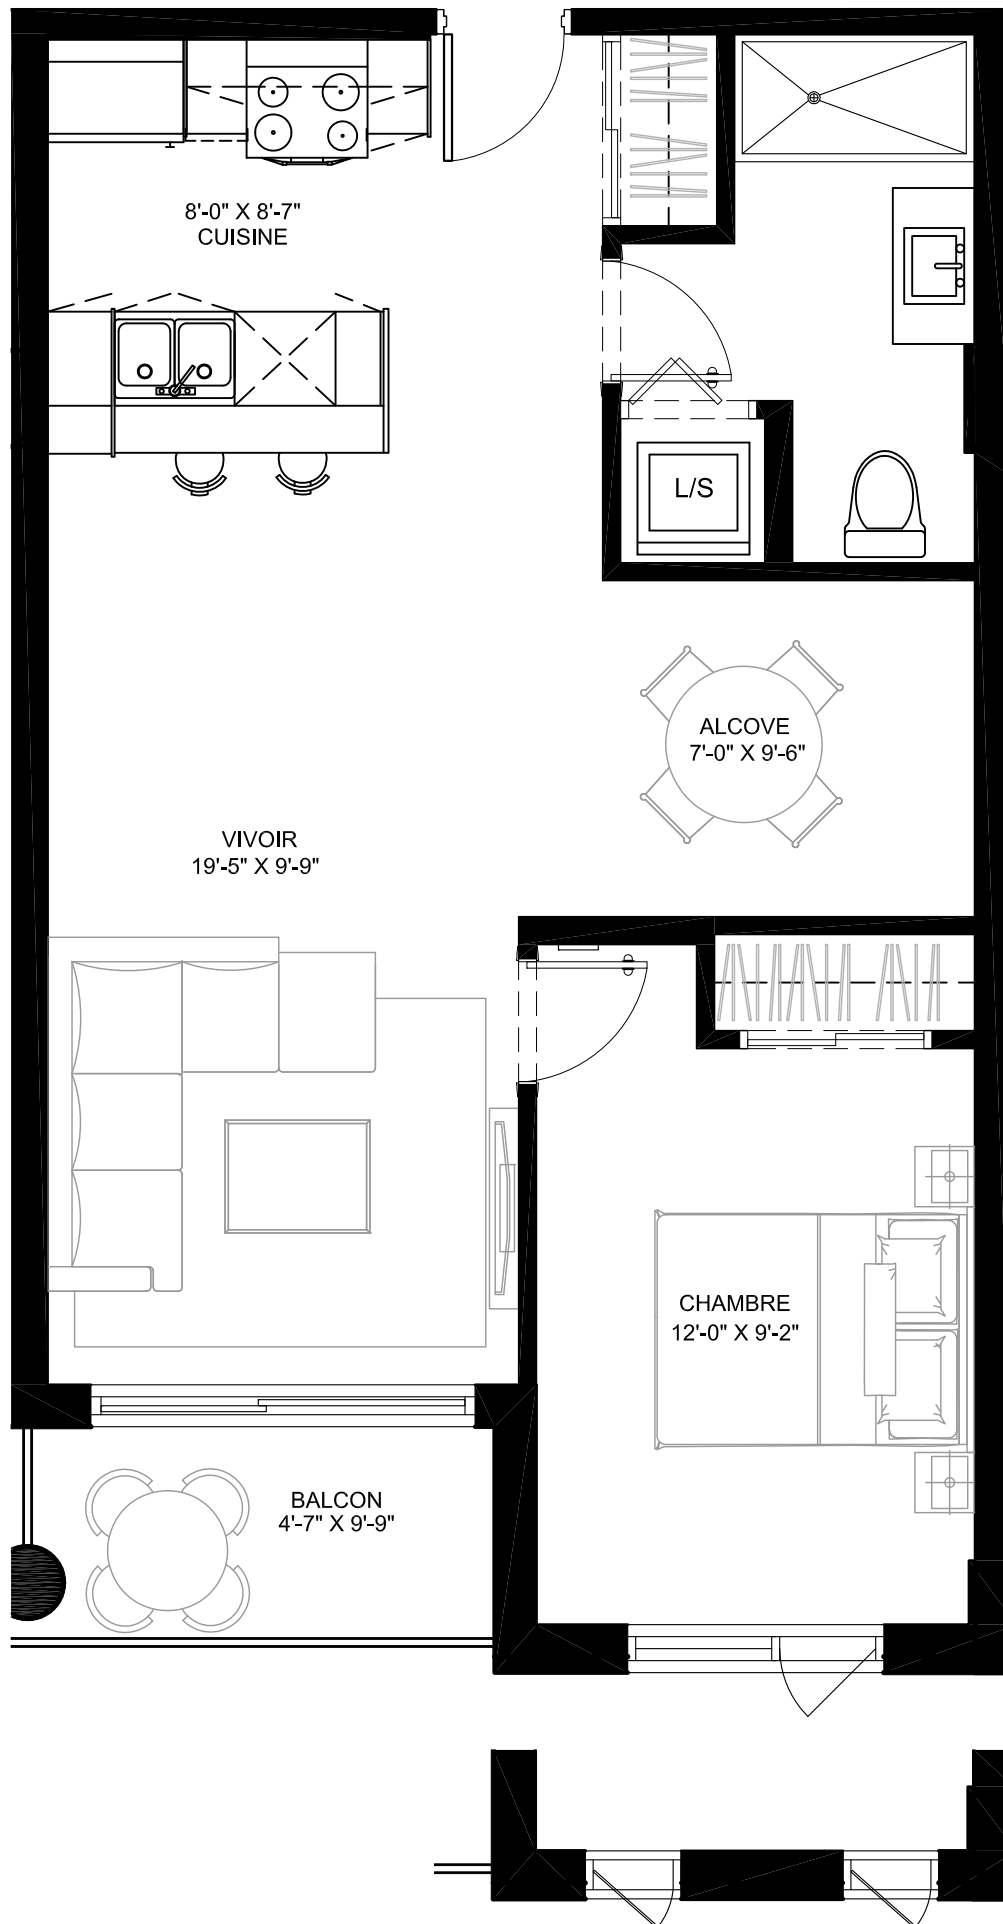 8'-0" X 8'-7"
CUISINE
L/S
ALCOVE
7'-0" X 9'-6"
VIVOIR
19'-5" X 9'-9"
CHAMBRE
12'-0" X 9'-2"
BALCON
4'-7" X 9'-9"